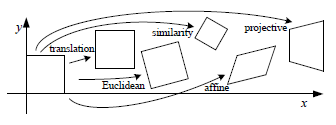 y
similarity
projective
translation
Euclidean
affine
x